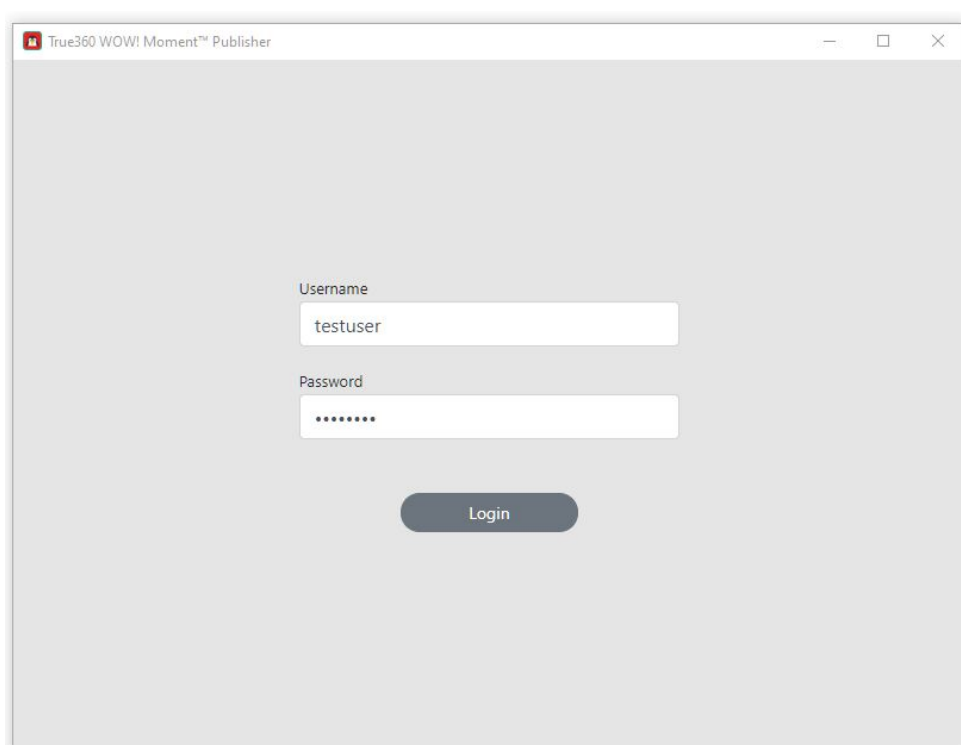 True360 WOW! Moment™ Publisher
Username
testuser
Password
••••••••
Login